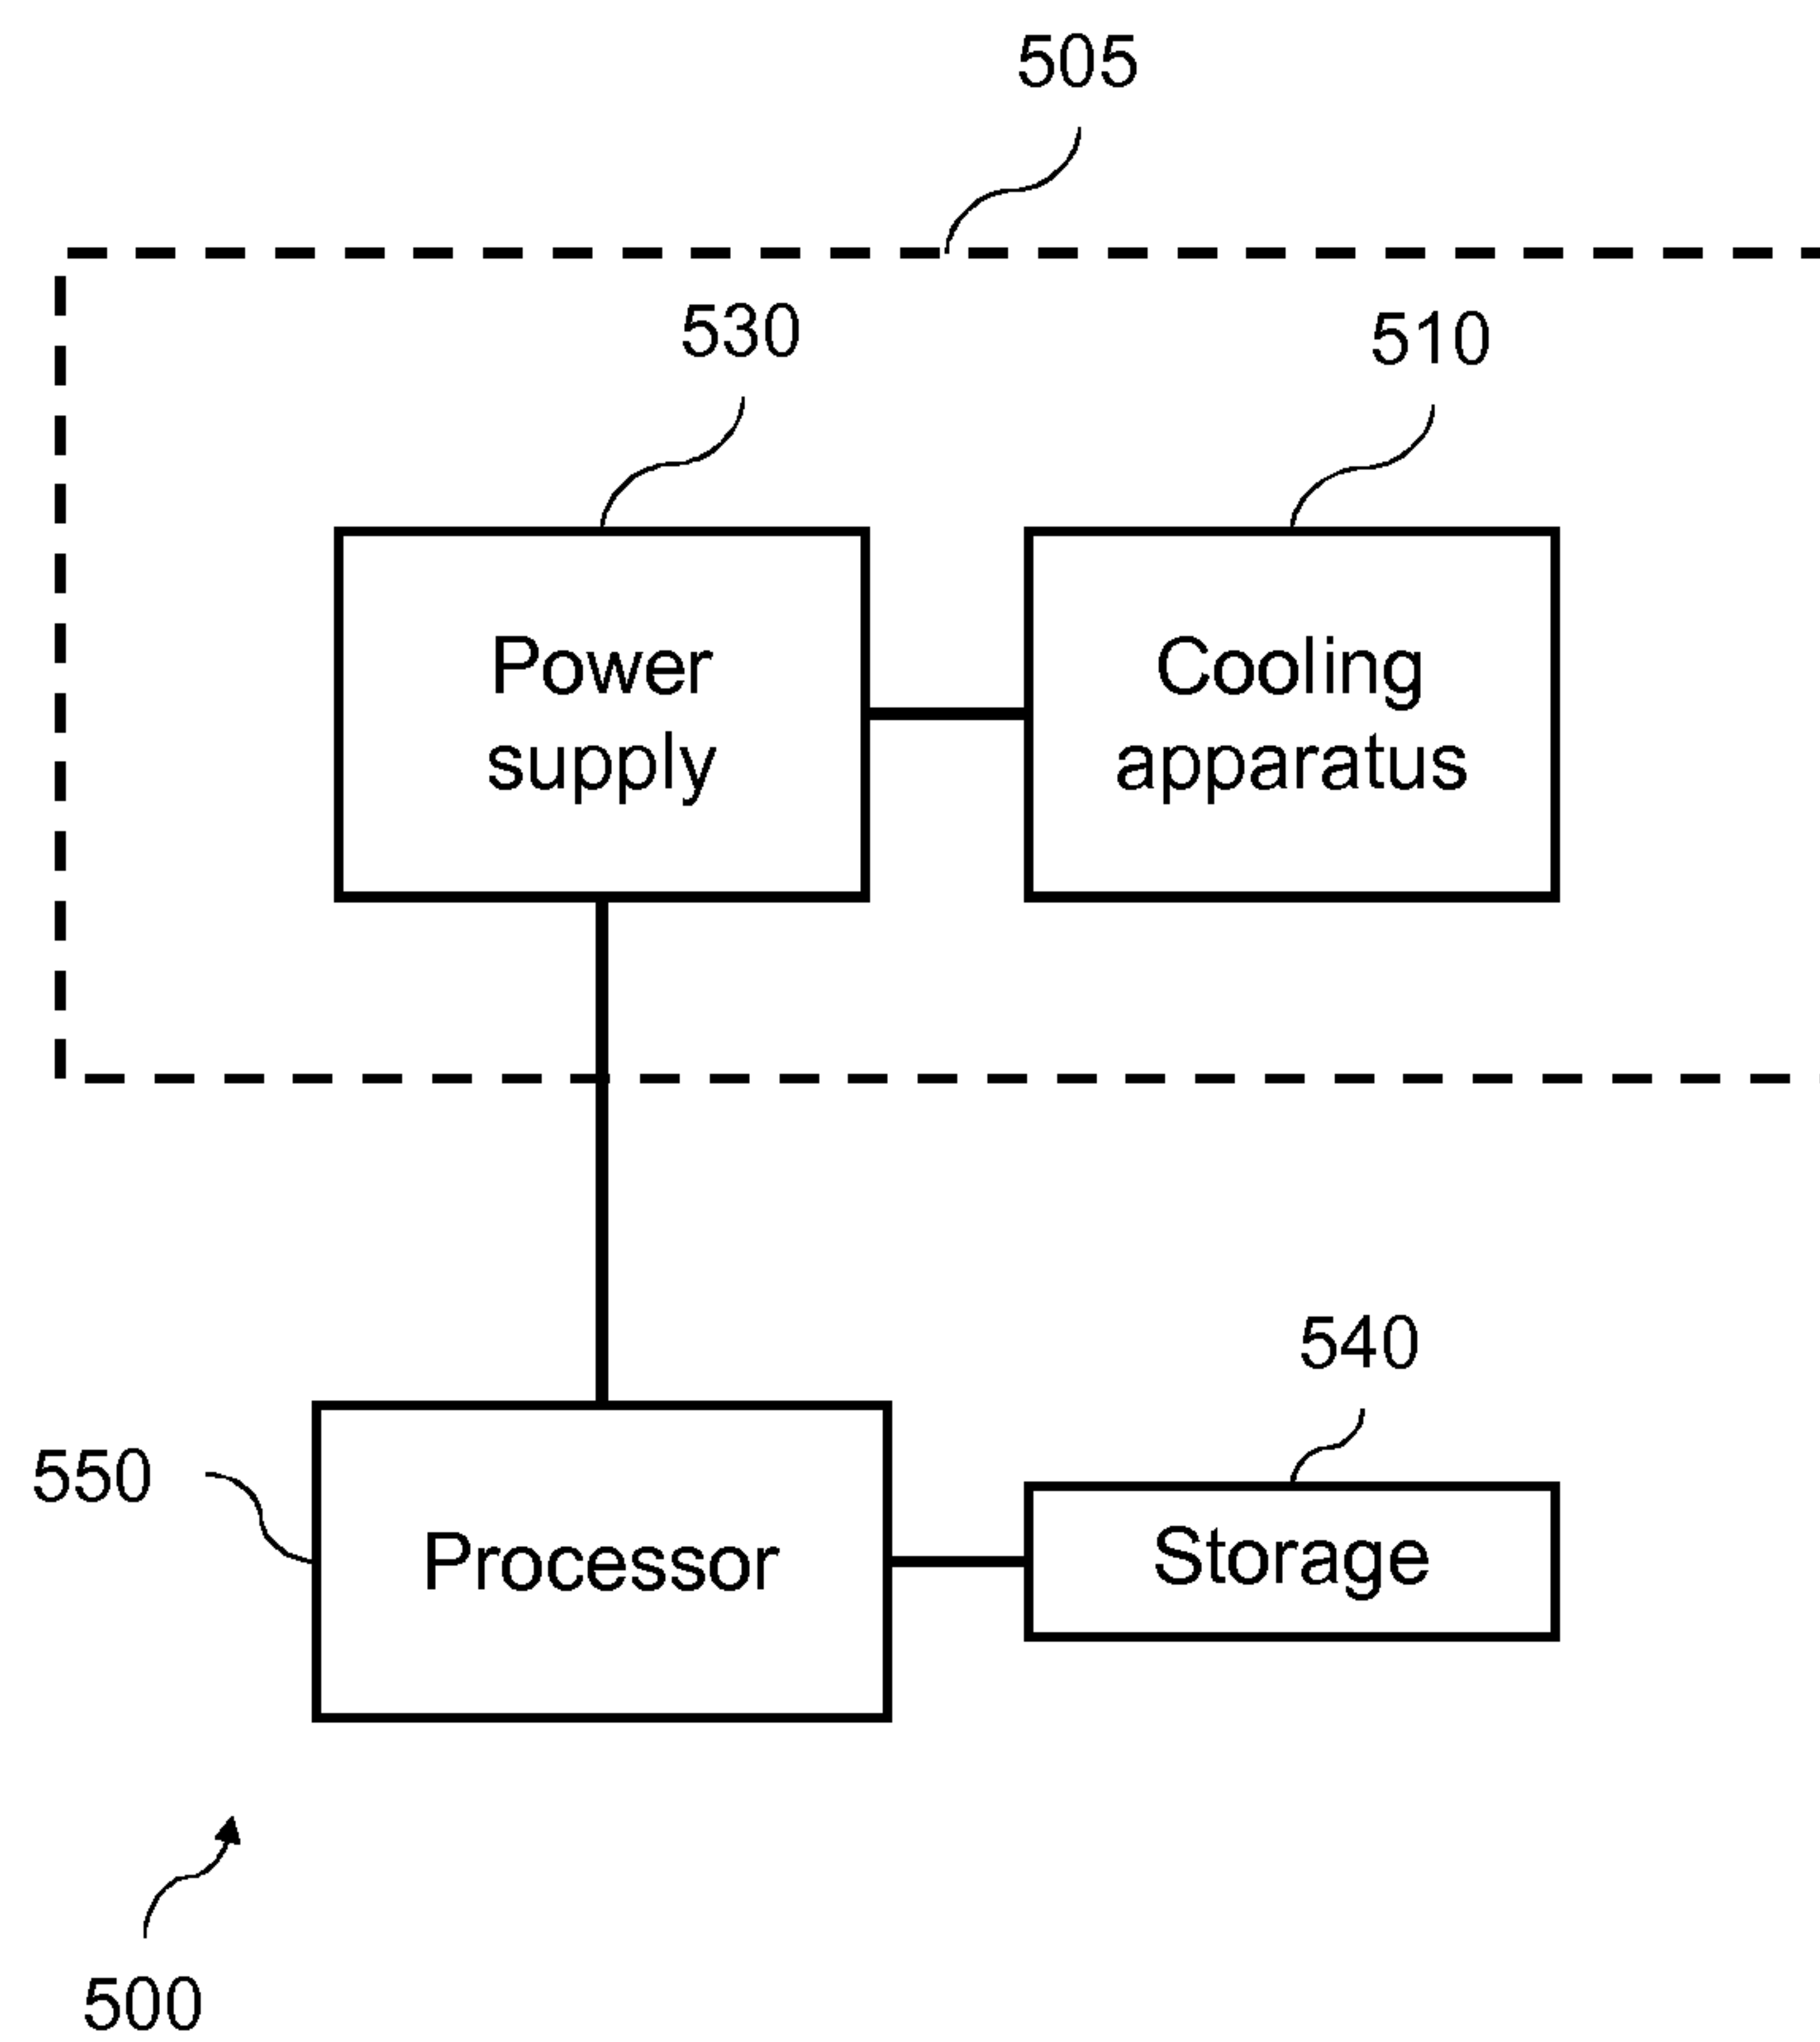 505
530
510
Power
supply
Cooling
apparatus
540
550
Processor
Storage
500